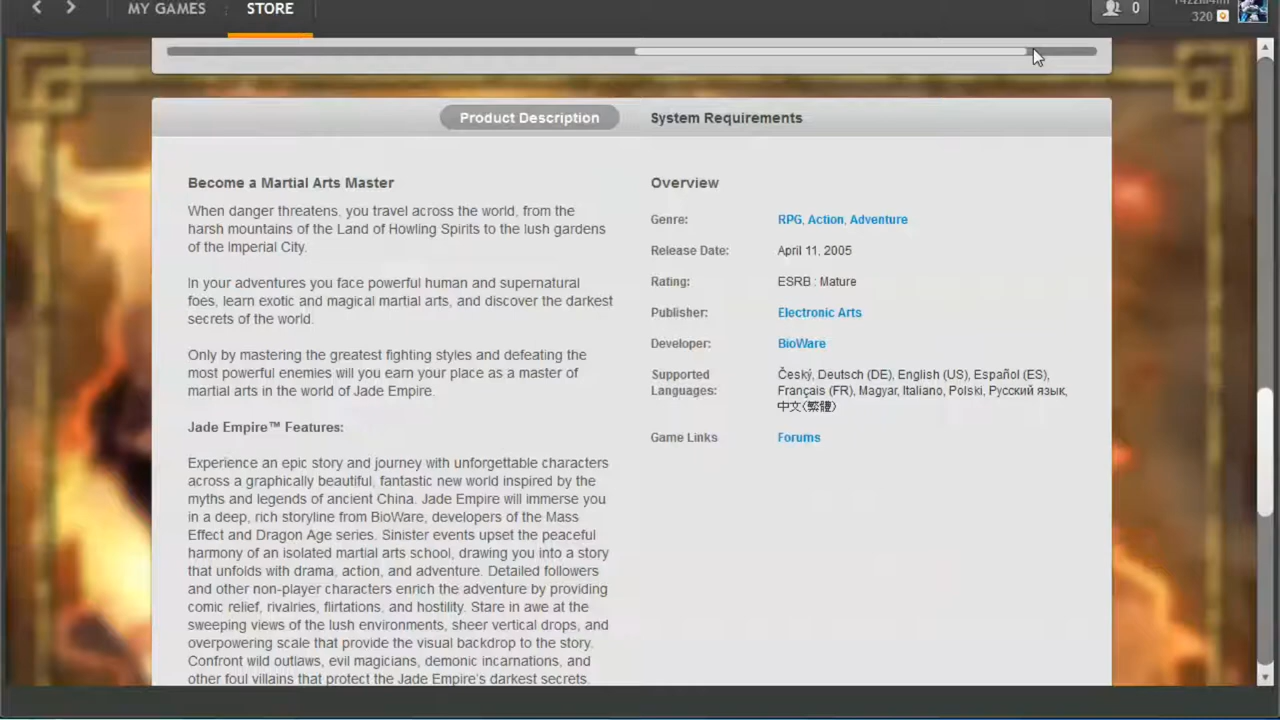 MY GAMES
STORE
0
320
Product Description
System Requirements
Become a Martial Arts Master
When danger threatens, you travel across the world, from the
harsh mountains of the Land of Howling Spirits to the lush gardens
of the Imperial City.
In your adventures you face powerful human and supernatural
foes, learn exotic and magical martial arts, and discover the darkest
secrets of the world.
Only by mastering the greatest fighting styles and defeating the
most powerful enemies will you earn your place as a master of
martial arts in the world of Jade Empire.
Jade Empire™ Features:
Experience an epic story and journey with unforgettable characters
across a graphically beautiful, fantastic new world inspired by the
myths and legends of ancient China. Jade Empire will immerse you
in a deep, rich storyline from BioWare, developers of the Mass
Effect and Dragon Age series. Sinister events upset the peaceful
harmony of an isolated martial arts school, drawing you into a story
that unfolds with drama, action, and adventure. Detailed followers
and other non-player characters enrich the adventure by providing
comic relief, rivalries, flirtations, and hostility. Stare in awe at the
sweeping views of the lush environments, sheer vertical drops, and
overpowering scale that provide the visual backdrop to the story.
Confront wild outlaws, evil magicians, demonic incarnations, and
other foul villains that protect the Jade Empire's darkest secrets.
Overview
Genre: RPG, Action, Adventure
Release Date: April 11, 2005
Rating: ESRB : Mature
Publisher: Electronic Arts
Developer: BioWare
Supported Languages: Český, Deutsch (DE), English (US), Español (ES),
Français (FR), Magyar, Italiano, Polski, Русский язык,
中文(繁體)
Game Links Forums